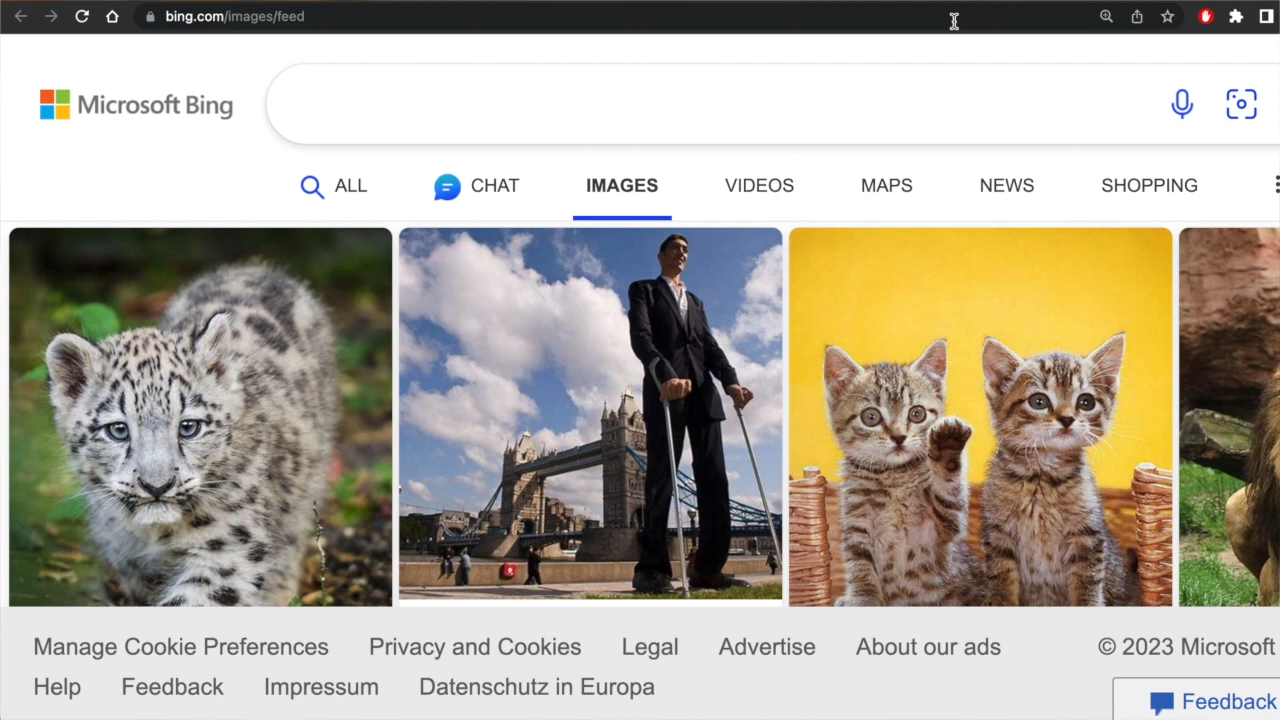 bing.com/images/feed
Microsoft Bing
ALL CHAT IMAGES VIDEOS MAPS NEWS SHOPPING
Manage Cookie Preferences Privacy and Cookies Legal Advertise About our ads © 2023 Microsoft
Help Feedback Impressum Datenschutz in Europa
Feedback